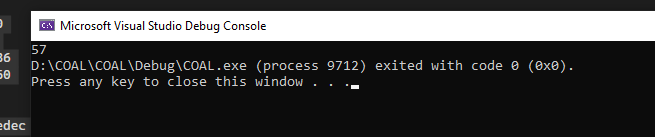 Microsoft Visual Studio Debug Console
57
D:\COAL\COAL\Debug\COAL.exe (process 9712) exited with code 0 (0x0).
Press any key to close this window . . .